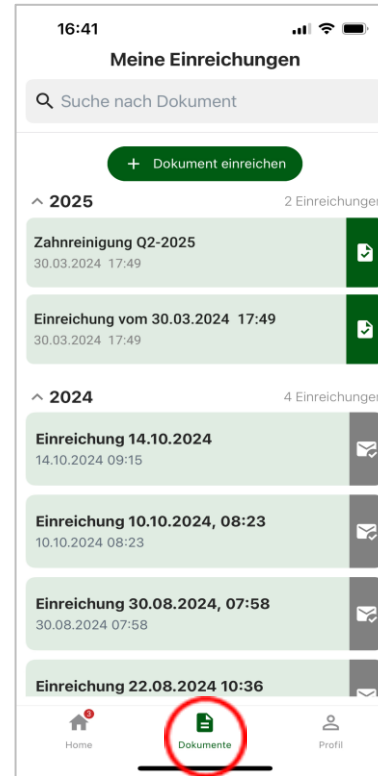 16:41
Meine Einreichungen
Suche nach Dokument
+ Dokument einreichen
2025 2 Einreichungen
Zahnreinigung Q2-2025
30.03.2024 17:49
Einreichung vom 30.03.2024 17:49
30.03.2024 17:49
2024 4 Einreichungen
Einreichung 14.10.2024
14.10.2024 09:15
Einreichung 10.10.2024, 08:23
10.10.2024 08:23
Einreichung 30.08.2024, 07:58
30.08.2024 07:58
Einreichung 22.08.2024 10:36
3
Home Dokumente Profil